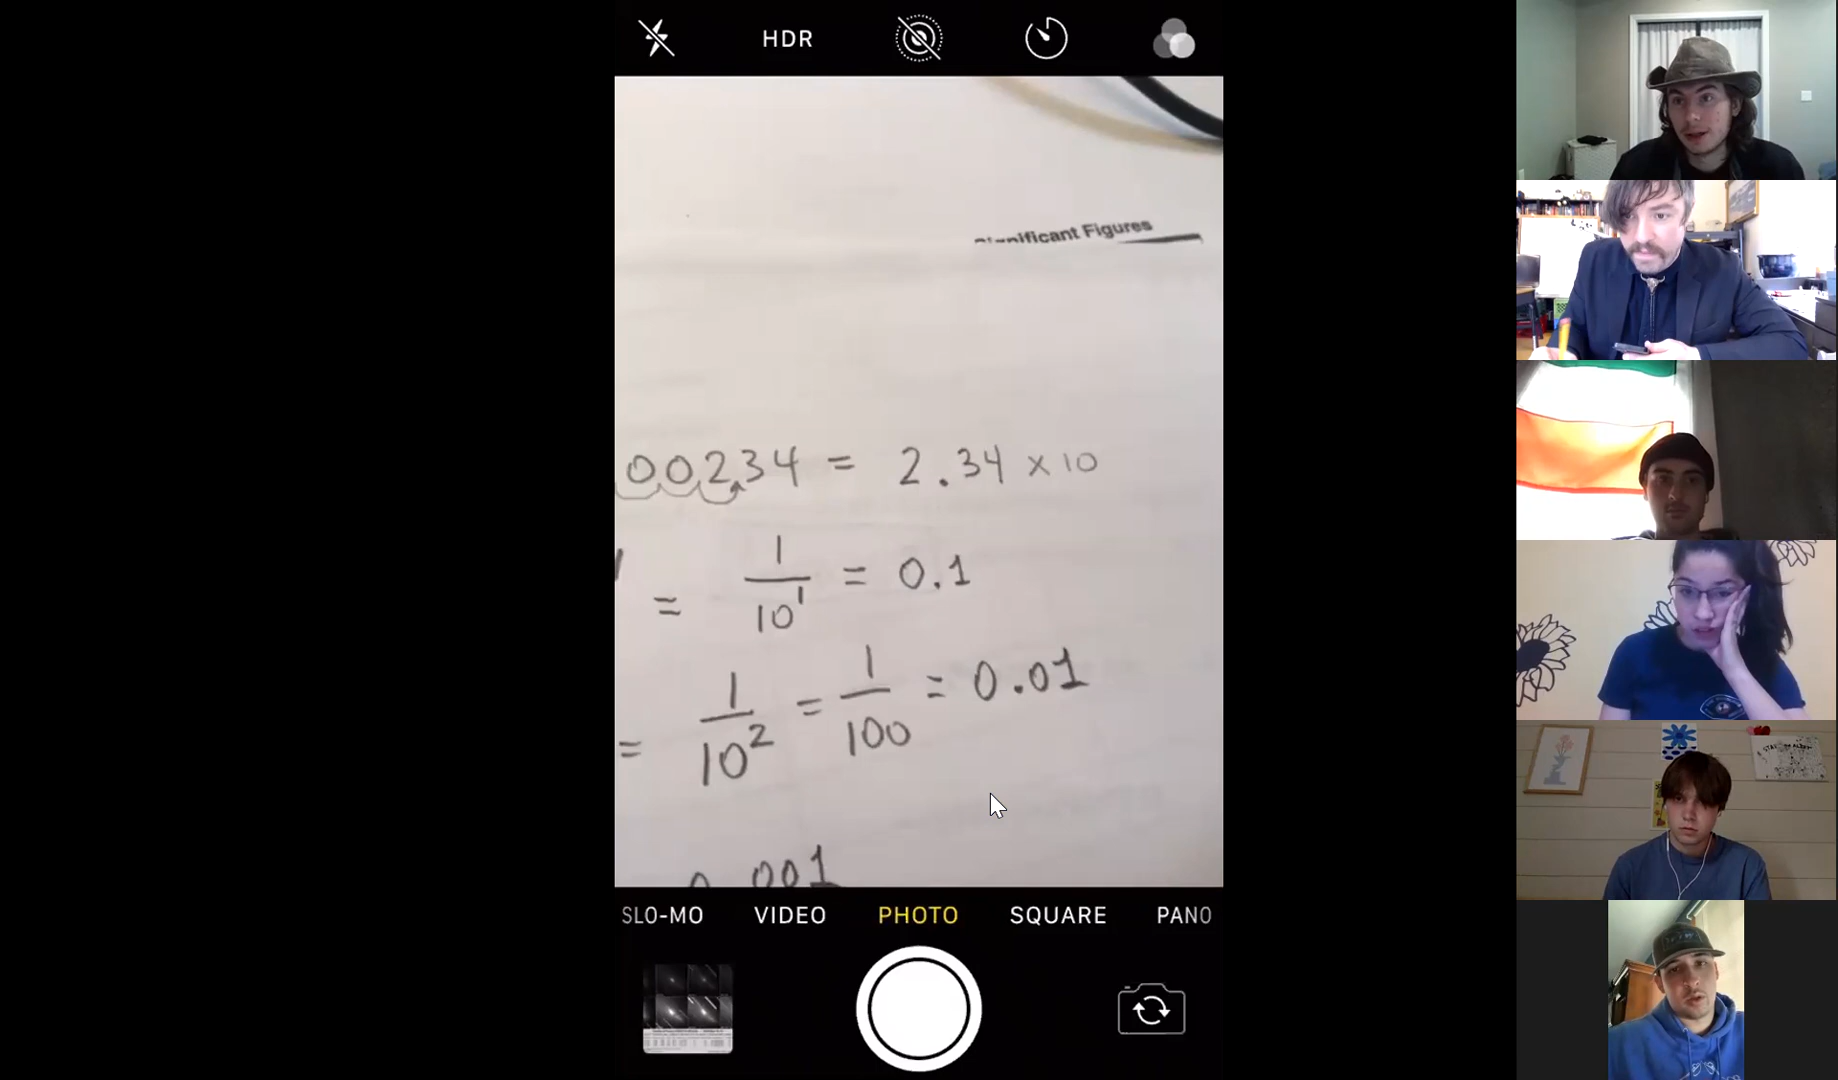 HDR
Significant Figures
00234 = 2.34 × 10
= 1/10¹ = 0.1
= 1/10² = 1/100 = 0.01
0.001
SLO-MO VIDEO PHOTO SQUARE PANO